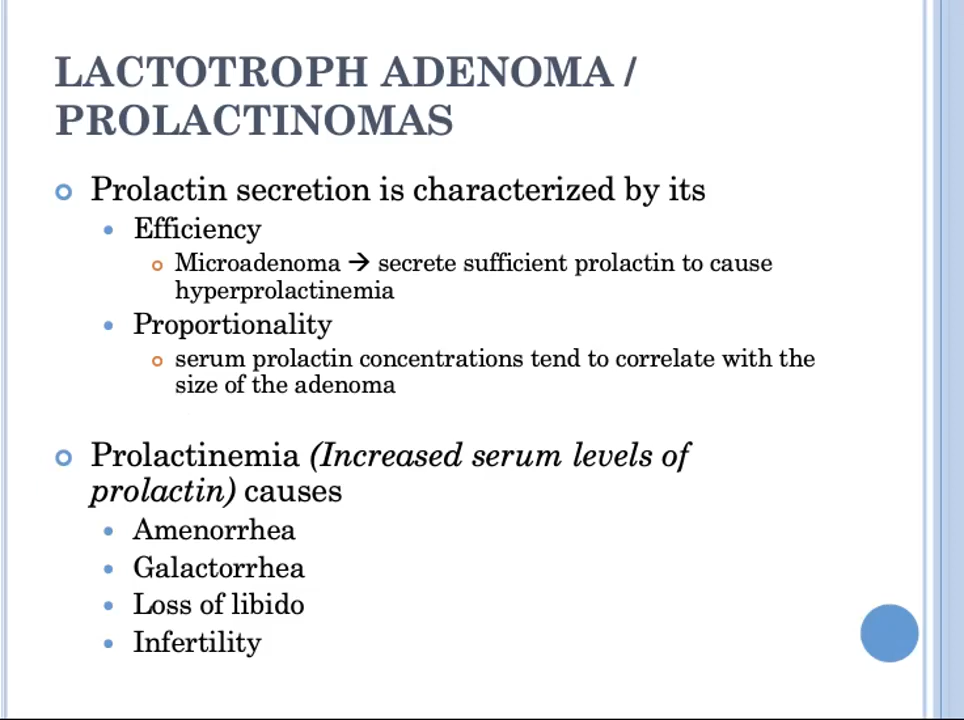 LACTOTROPH ADENOMA /
PROLACTINOMAS
Prolactin secretion is characterized by its
Efficiency
Microadenoma → secrete sufficient prolactin to cause
hyperprolactinemia
Proportionality
serum prolactin concentrations tend to correlate with the
size of the adenoma
Prolactinemia (Increased serum levels of
prolactin) causes
Amenorrhea
Galactorrhea
Loss of libido
Infertility